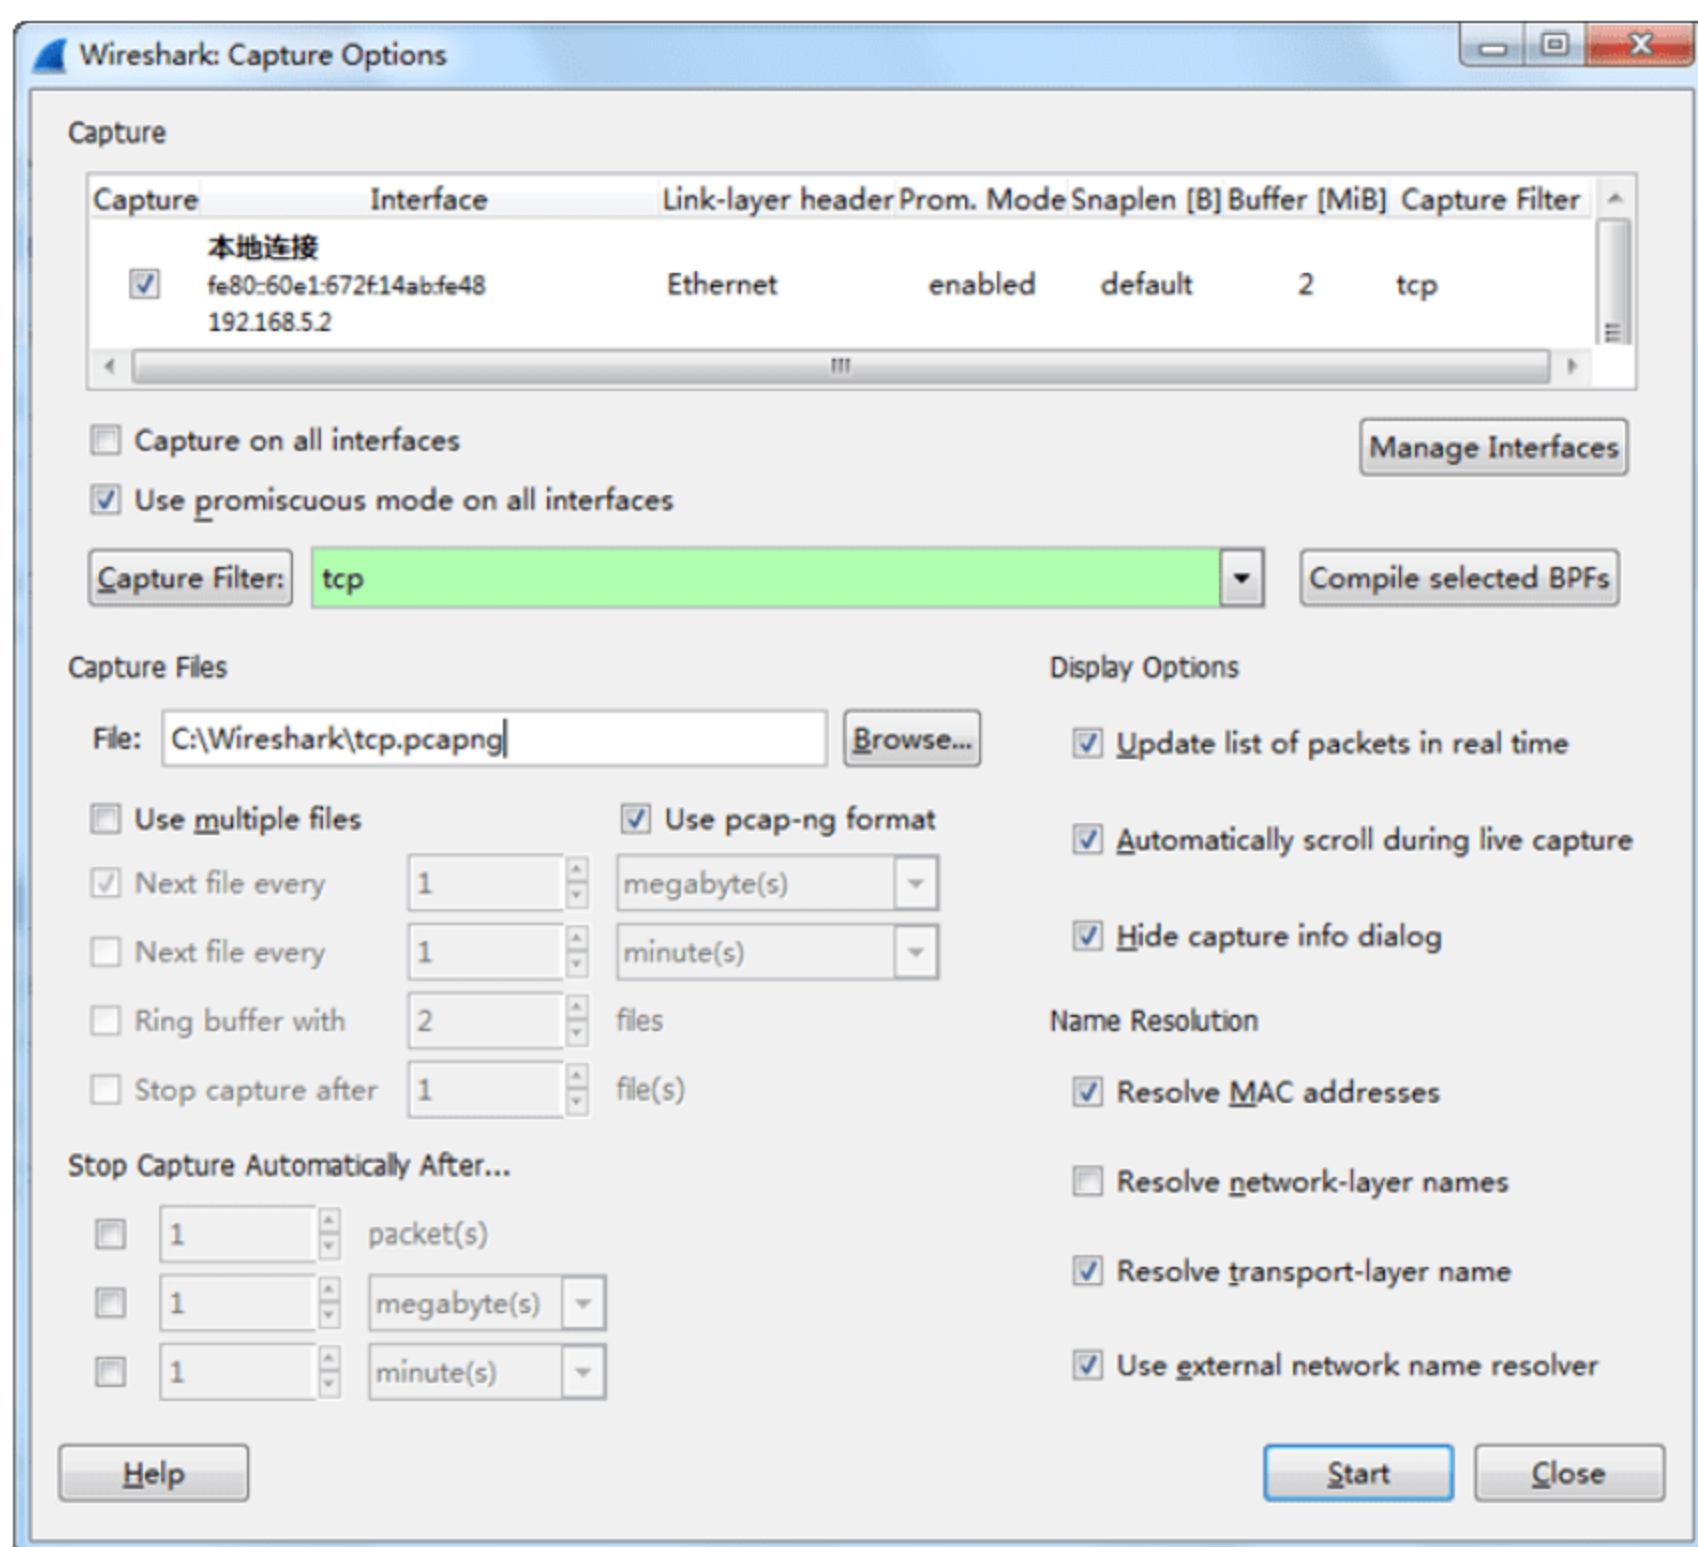 Wireshark: Capture Options
Capture
Capture Interface Link-layer header Prom. Mode Snaplen [B] Buffer [MiB] Capture Filter
本地连接
fe80::60e1:672f:14ab:fe48 Ethernet enabled default 2 tcp
192.168.5.2
Capture on all interfaces
Manage Interfaces
Use promiscuous mode on all interfaces
Capture Filter: tcp Compile selected BPFs
Capture Files
File: C:\Wireshark\tcp.pcapng Browse...
Use multiple files Use pcap-ng format
Next file every 1 megabyte(s)
Next file every 1 minute(s)
Ring buffer with 2 files
Stop capture after 1 file(s)
Stop Capture Automatically After...
1 packet(s)
1 megabyte(s)
1 minute(s)
Display Options
Update list of packets in real time
Automatically scroll during live capture
Hide capture info dialog
Name Resolution
Resolve MAC addresses
Resolve network-layer names
Resolve transport-layer name
Use external network name resolver
Help Start Close